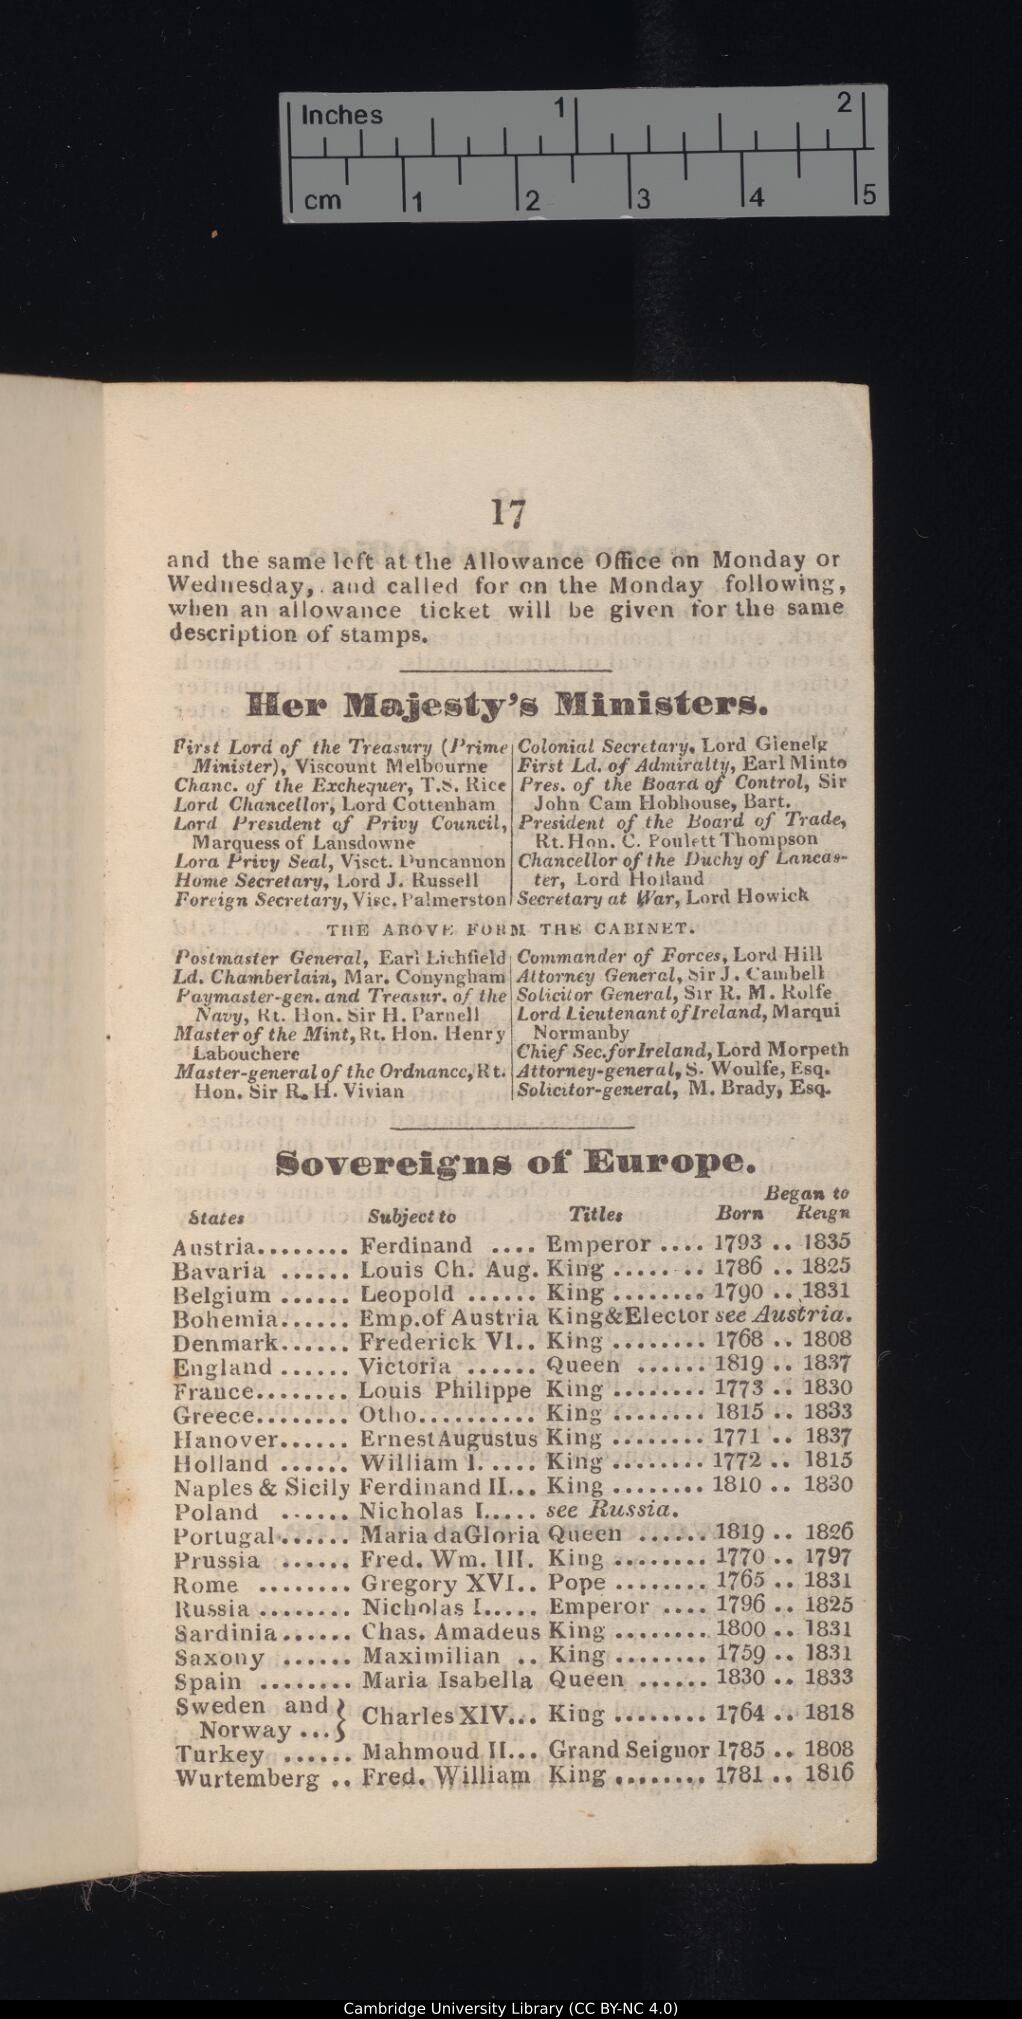 Inches 1 2
cm 1 2 3 4 5
17
and the same left at the Allowance Office on Monday or
Wednesday, and called for on the Monday following,
when an allowance ticket will be given for the same
description of stamps.
Her Majesty's Ministers.
First Lord of the Treasury (Prime
Minister), Viscount Melbourne
Chanc. of the Exchequer, T.S. Rice
Lord Chancellor, Lord Cottenham
Lord President of Privy Council,
Marquess of Lansdowne
Lord Privy Seal, Visct. Duncannon
Home Secretary, Lord J. Russell
Foreign Secretary, Visc. Palmerston
Colonial Secretary, Lord Glenelg
First Ld. of Admiralty, Earl Minto
Pres. of the Board of Control, Sir
John Cam Hobhouse, Bart.
President of the Board of Trade,
Rt. Hon. C. Poulett Thompson
Chancellor of the Duchy of Lancas-
ter, Lord Holland
Secretary at War, Lord Howick
THE ABOVE FORM THE CABINET.
Postmaster General, Earl Lichfield
Ld. Chamberlain, Mar. Conyngham
Paymaster-gen. and Treasr. of the
Navy, Rt. Hon. Sir H. Parnell
Master of the Mint, Rt. Hon. Henry
Labouchere
Master-general of the Ordnance, Rt.
Hon. Sir R. H. Vivian
Commander of Forces, Lord Hill
Attorney General, Sir J. Cambell
Solicitor General, Sir R. M. Rolfe
Lord Lieutenant of Ireland, Marqui
Normanby
Chief Sec. for Ireland, Lord Morpeth
Attorney-general, S. Woulfe, Esq.
Solicitor-general, M. Brady, Esq.
Sovereigns of Europe.
Began to
States Subject to Titles Born Reign
Austria........ Ferdinand .... Emperor .... 1793 .. 1835
Bavaria ...... Louis Ch. Aug. King ........ 1786 .. 1825
Belgium ...... Leopold ...... King ........ 1790 .. 1831
Bohemia...... Emp. of Austria King & Elector see Austria.
Denmark...... Frederick VI.. King ........ 1768 .. 1808
England ...... Victoria ...... Queen ...... 1819 .. 1837
France........ Louis Philippe King ........ 1773 .. 1830
Greece........ Otho.......... King ........ 1815 .. 1833
Hanover...... Ernest Augustus King ........ 1771 .. 1837
Holland ...... William I. .... King ........ 1772 .. 1815
Naples & Sicily Ferdinand II... King ........ 1810 .. 1830
Poland ...... Nicholas I..... see Russia.
Portugal...... Maria da Gloria Queen ...... 1819 .. 1826
Prussia ...... Fred. Wm. III. King ........ 1770 .. 1797
Rome ........ Gregory XVI.. Pope ........ 1765 .. 1831
Russia ........ Nicholas I..... Emperor .... 1796 .. 1825
Sardinia...... Chas. Amadeus King ........ 1800 .. 1831
Saxony ...... Maximilian .. King ........ 1759 .. 1831
Spain ........ Maria Isabella Queen ...... 1830 .. 1833
Sweden and
Norway ...} Charles XIV... King ........ 1764 .. 1818
Turkey ...... Mahmoud II... Grand Seignor 1785 .. 1808
Wurtemberg .. Fred. William King ........ 1781 .. 1816
Cambridge University Library (CC BY-NC 4.0)